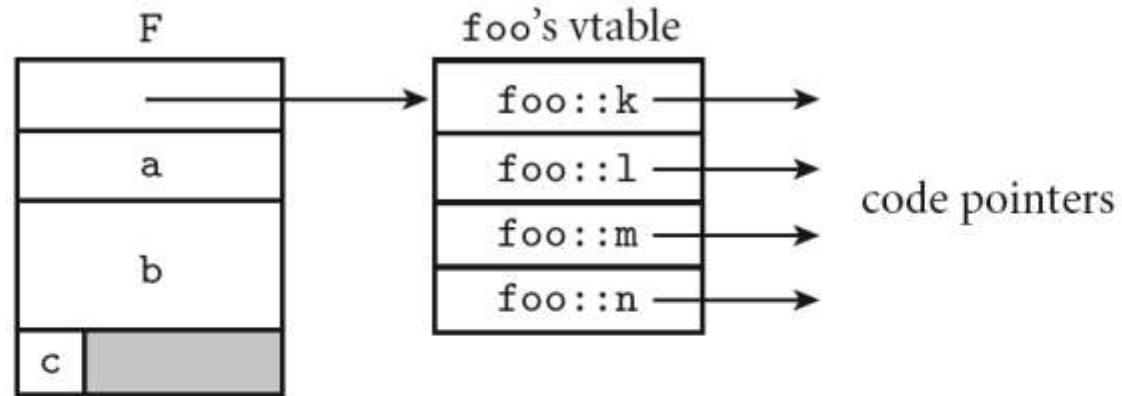 F
foo's vtable
a
b
c
foo::k
foo::l
foo::m
foo::n
code pointers